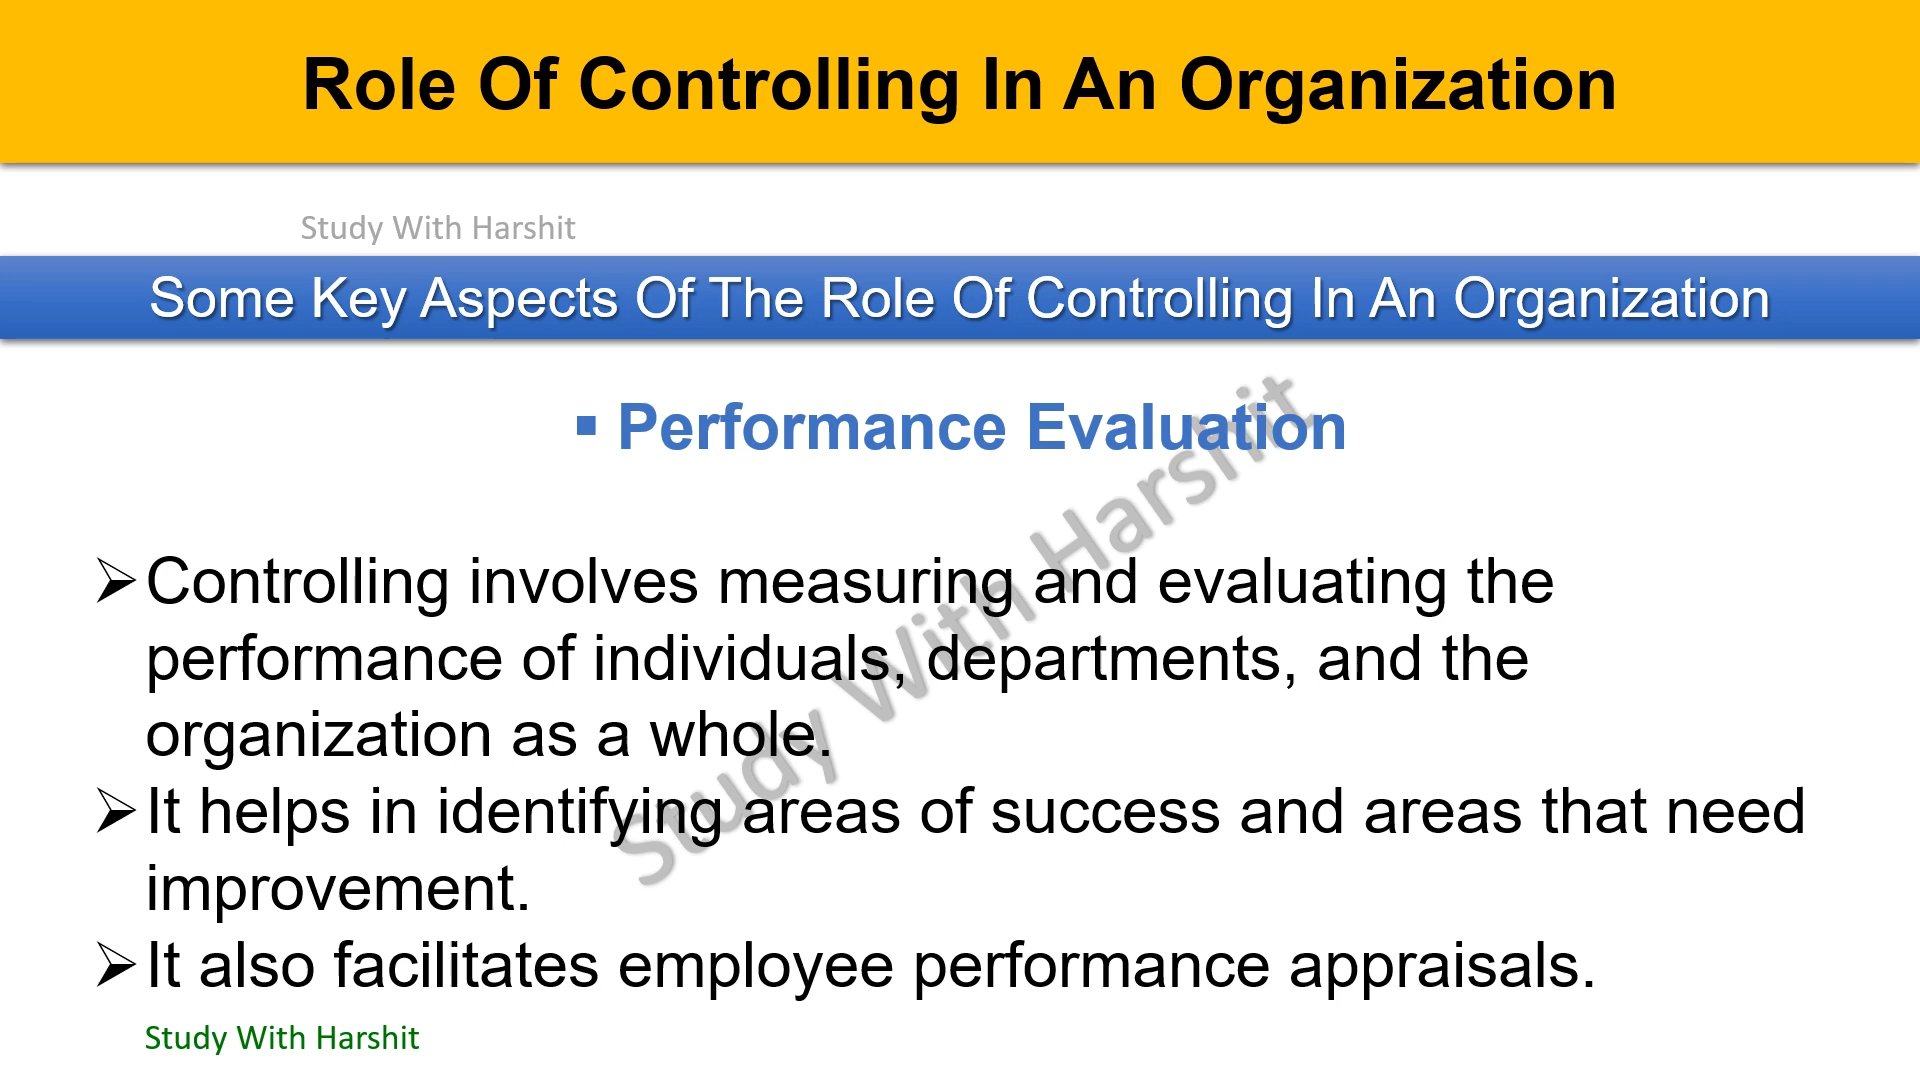 Role Of Controlling In An Organization
Study With Harshit
Some Key Aspects Of The Role Of Controlling In An Organization
▪ Performance Evaluation
Study With Harshit
➢Controlling involves measuring and evaluating the
performance of individuals, departments, and the
organization as a whole.
➢It helps in identifying areas of success and areas that need
improvement.
➢It also facilitates employee performance appraisals.
Study With Harshit